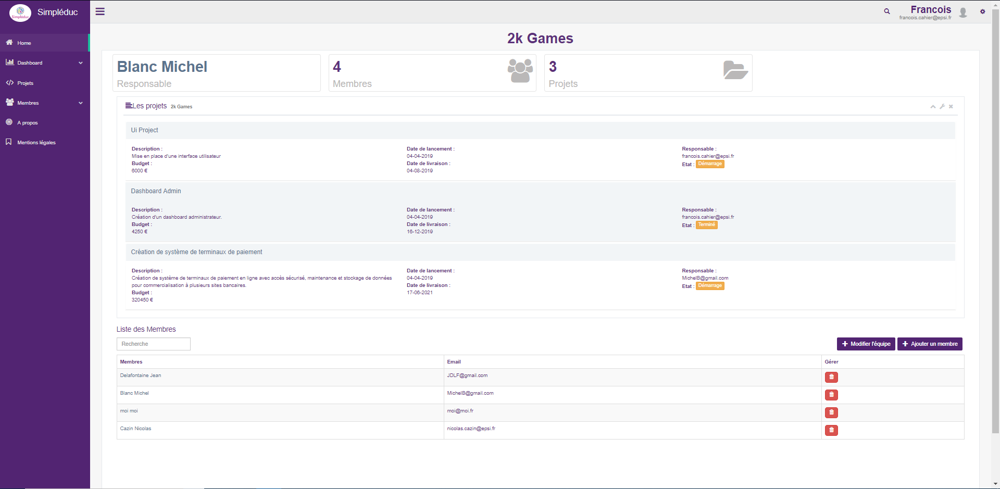 Simpléduc
Simpléduc
Francois
francois.cahier@epsi.fr
Home
Dashboard
Projets
Membres
A propos
Mentions légales
2k Games
Blanc Michel
Responsable
4
Membres
3
Projets
Les projets 2k Games
Ui Project
Description :
Mise en place d'une interface utilisateur
Budget :
6000 €
Date de lancement :
04-04-2019
Date de livraison :
04-08-2019
Responsable :
francois.cahier@epsi.fr
Etat : Démarrage
Dashboard Admin
Description :
Création d'un dashboard administrateur.
Budget :
4250 €
Date de lancement :
04-04-2019
Date de livraison :
16-12-2019
Responsable :
francois.cahier@epsi.fr
Etat : Terminé
Création de système de terminaux de paiement
Description :
Création de système de terminaux de paiement en ligne avec accès sécurisé, maintenance et stockage de données
pour commercialisation à plusieurs sites bancaires.
Budget :
320450 €
Date de lancement :
04-04-2019
Date de livraison :
17-06-2021
Responsable :
MichelB@gmail.com
Etat : Démarrage
Liste des Membres
Recherche
Modifier l'équipe
Ajouter un membre
Membres Email Gérer
Delafontaine Jean JDLF@gmail.com
Blanc Michel MichelB@gmail.com
moi moi moi@moi.fr
Cazin Nicolas nicolas.cazin@epsi.fr